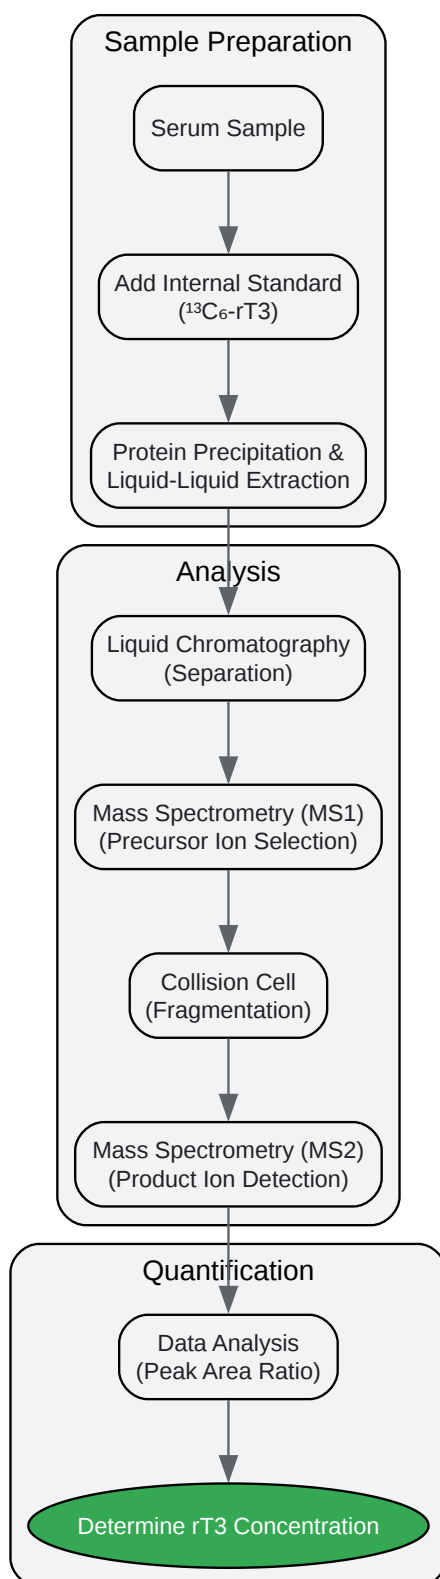 Sample Preparation
Serum Sample
Add Internal Standard
(¹³C₆-rT3)
Protein Precipitation &
Liquid-Liquid Extraction
Analysis
Liquid Chromatography
(Separation)
Mass Spectrometry (MS1)
(Precursor Ion Selection)
Collision Cell
(Fragmentation)
Mass Spectrometry (MS2)
(Product Ion Detection)
Quantification
Data Analysis
(Peak Area Ratio)
Determine rT3 Concentration